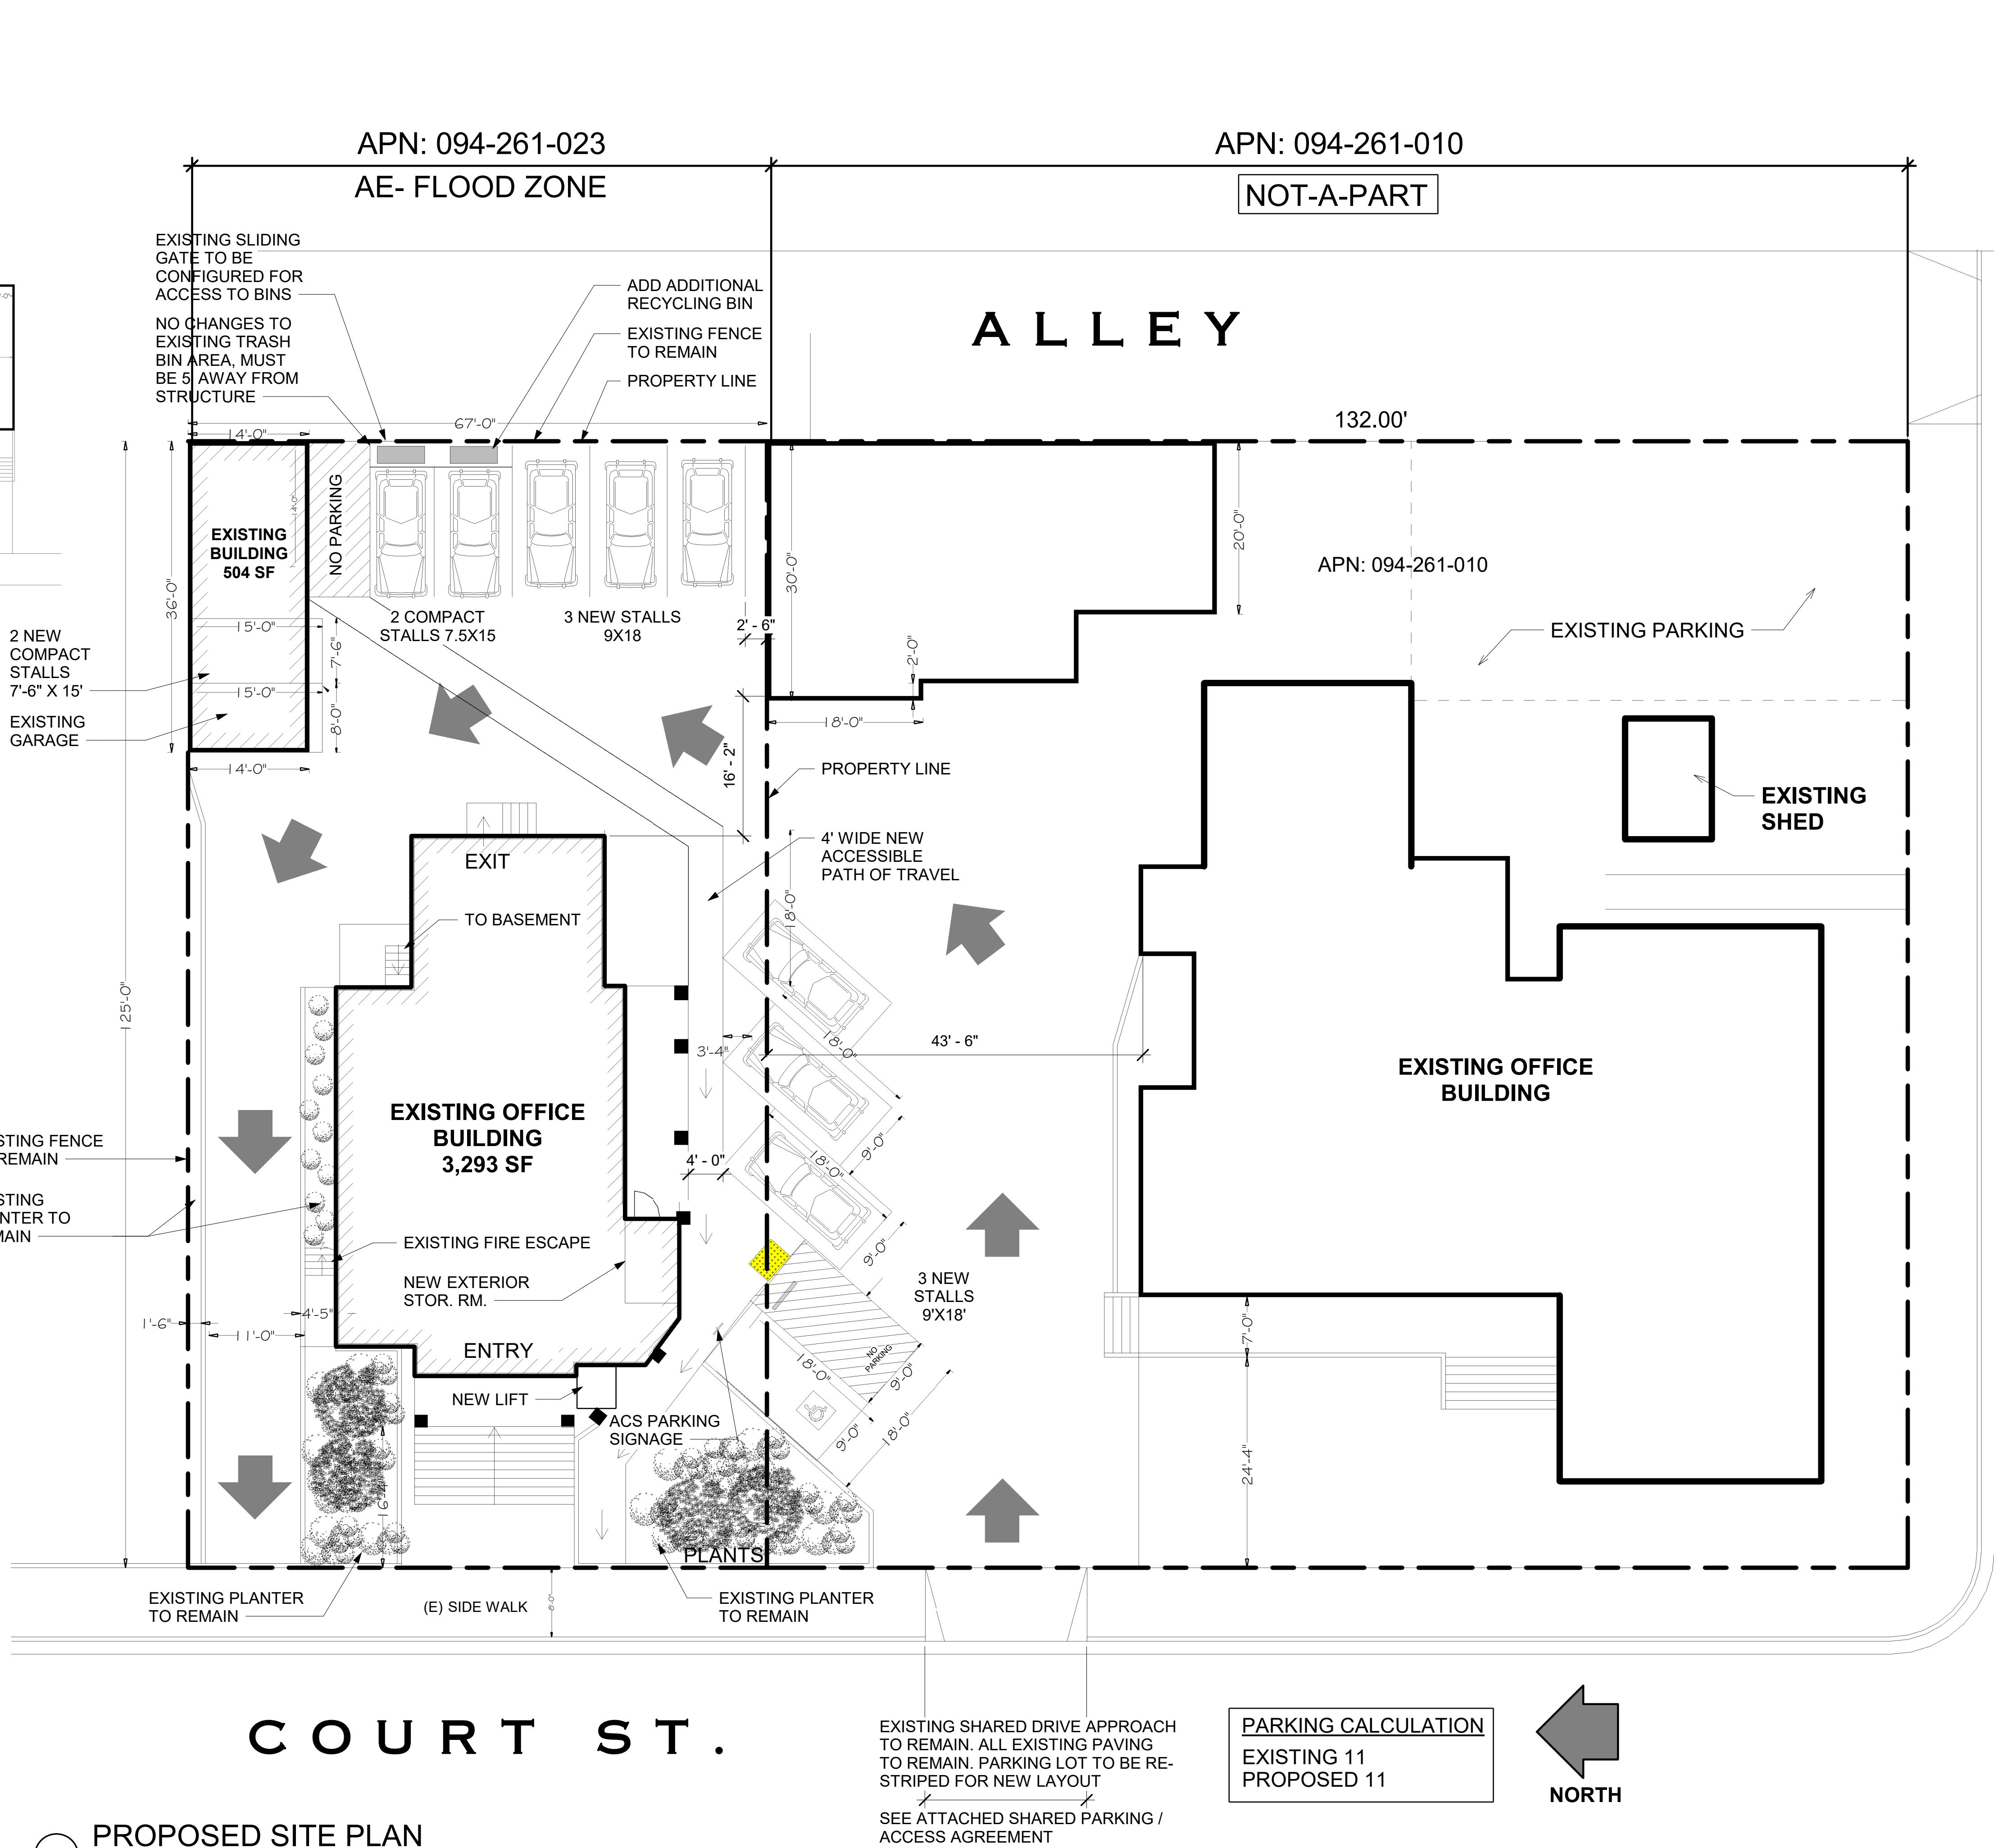 APN: 094-261-023
APN: 094-261-010
AE- FLOOD ZONE
NOT-A-PART
EXISTING SLIDING
GATE TO BE
CONFIGURED FOR
ACCESS TO BINS
NO CHANGES TO
EXISTING TRASH
BIN AREA, MUST
BE 5' AWAY FROM
STRUCTURE
ADD ADDITIONAL
RECYCLING BIN
EXISTING FENCE
TO REMAIN
PROPERTY LINE
ALLEY
67'-0"
14'-0"
132.00'
EXISTING
BUILDING
504 SF
14'-0"
NO PARKING
36'-0"
30'-0"
20'-0"
APN: 094-261-010
2 COMPACT
STALLS 7.5X15
3 NEW STALLS
9X18
2' - 6"
15'-0"
7'-6"
15'-0"
8'-0"
2 NEW
COMPACT
STALLS
7'-6" X 15'
EXISTING
GARAGE
14'-0"
2'-0"
18'-0"
EXISTING PARKING
16' - 2"
PROPERTY LINE
EXISTING
SHED
4' WIDE NEW
ACCESSIBLE
PATH OF TRAVEL
EXIT
TO BASEMENT
18'-0"
125'-0"
3'-4"
18'-0"
43' - 6"
EXISTING OFFICE
BUILDING
EXISTING OFFICE
BUILDING
3,293 SF
4' - 0"
18'-0"
9'-0"
STING FENCE
REMAIN
STING
NTER TO
MAIN
EXISTING FIRE ESCAPE
NEW EXTERIOR
STOR. RM.
9'-0"
3 NEW
STALLS
9'X18'
1'-6"
11'-0"
4'-5"
ENTRY
NEW LIFT
ACS PARKING
SIGNAGE
NO
PARKING
18'-0"
9'-0"
9'-0"
18'-0"
7'-0"
24'-4"
PLANTS
EXISTING PLANTER
TO REMAIN
(E) SIDE WALK
EXISTING PLANTER
TO REMAIN
COURT ST.
EXISTING SHARED DRIVE APPROACH
TO REMAIN. ALL EXISTING PAVING
TO REMAIN. PARKING LOT TO BE RE-
STRIPED FOR NEW LAYOUT
SEE ATTACHED SHARED PARKING /
ACCESS AGREEMENT
PARKING CALCULATION
EXISTING 11
PROPOSED 11
NORTH
PROPOSED SITE PLAN